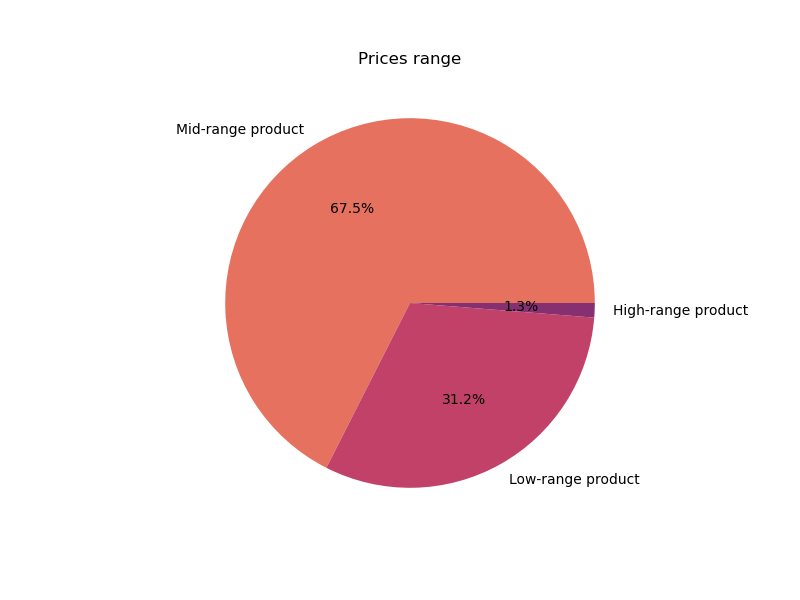 Prices range
Mid-range product
67.5%
1.3%
High-range product
31.2%
Low-range product